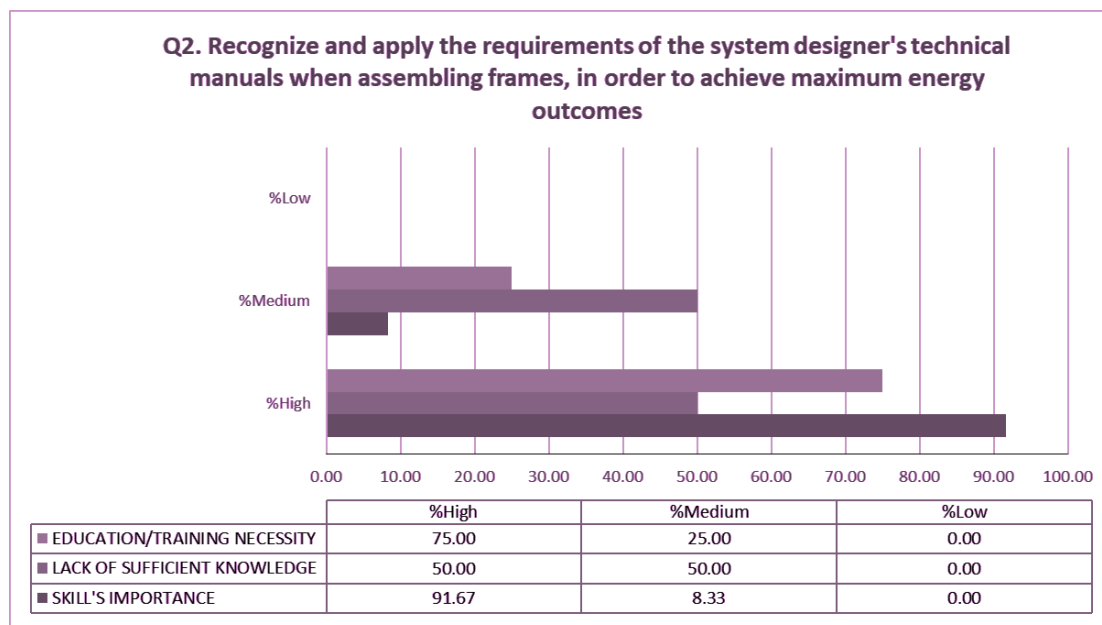 Q2. Recognize and apply the requirements of the system designer's technical
manuals when assembling frames, in order to achieve maximum energy
outcomes
%Low
%Medium
%High
0.00 10.00 20.00 30.00 40.00 50.00 60.00 70.00 80.00 90.00 100.00
%High %Medium %Low
EDUCATION/TRAINING NECESSITY 75.00 25.00 0.00
LACK OF SUFFICIENT KNOWLEDGE 50.00 50.00 0.00
SKILL'S IMPORTANCE 91.67 8.33 0.00